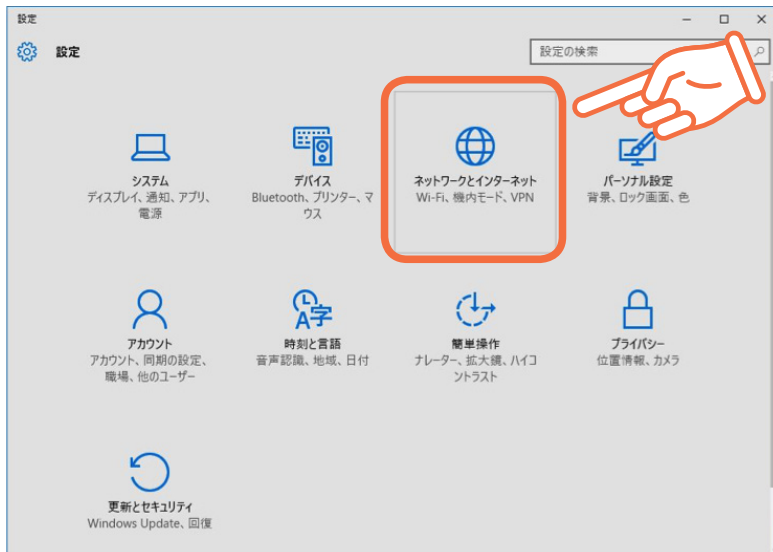 設定
設定
設定の検索
システム
ディスプレイ、通知、アプリ、
電源
デバイス
Bluetooth、プリンター、マ
ウス
ネットワークとインターネット
Wi-Fi、機内モード、VPN
パーソナル設定
背景、ロック画面、色
アカウント
アカウント、同期の設定、
職場、他のユーザー
時刻と言語
音声認識、地域、日付
簡単操作
ナレーター、拡大鏡、ハイコ
ントラスト
プライバシー
位置情報、カメラ
更新とセキュリティ
Windows Update、回復